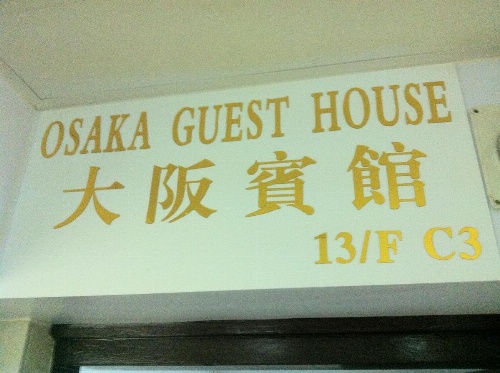 OSAKA GUEST HOUSE
大阪賓館
13/F C3